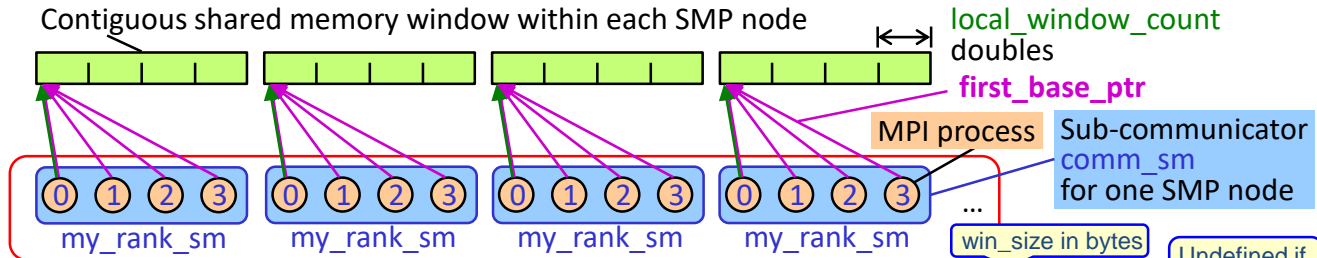 Contiguous shared memory window within each SMP node
local_window_count
doubles
first_base_ptr
MPI process
Sub-communicator
comm_sm
for one SMP node
0 1 2 3
0 1 2 3
0 1 2 3
0 1 2 3
...
my_rank_sm
my_rank_sm
my_rank_sm
my_rank_sm
win_size in bytes
Undefined if